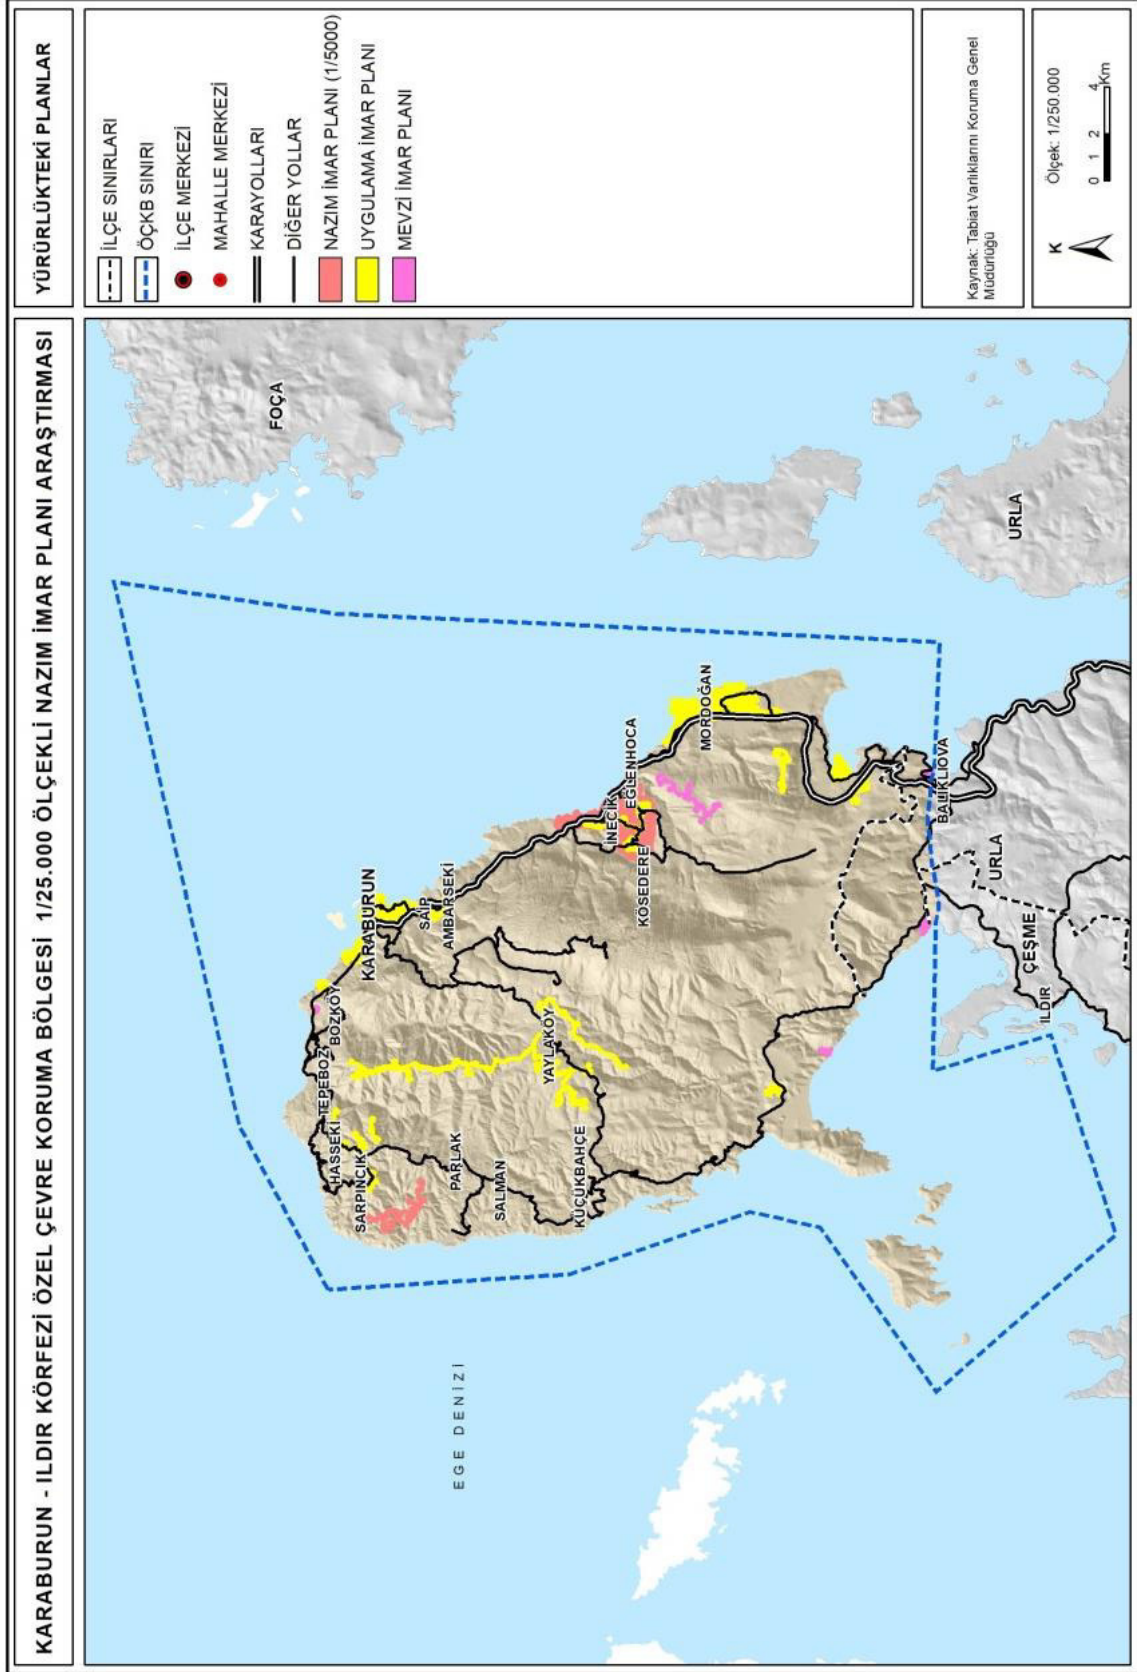 KARABURUN - ILDIR KÖRFEZİ ÖZEL ÇEVRE KORUMA BÖLGESİ 1/25.000 ÖLÇEKLİ NAZIM İMAR PLANI ARAŞTIRMASI
YÜRÜRLÜKTEKİ PLANLAR
FOÇA
HASSEKİ
TEPEBOZ
BOZKÖY
KARABURUN
SARPINCIK
SAİP
AMBARSEKİ
PARLAK
SALMAN
EGE DENİZİ
YAYLAKÖY
KÜÇÜKBAHÇE
İNECİK
EĞLENHOCA
KÖSEDERE
MORDOĞAN
BALIKLIOVA
URLA
URLA
ÇEŞME
ILDIR
İLÇE SINIRLARI
ÖÇKB SINIRI
İLÇE MERKEZİ
MAHALLE MERKEZİ
KARAYOLLARI
DİĞER YOLLAR
NAZIM İMAR PLANI (1/5000)
UYGULAMA İMAR PLANI
MEVZİ İMAR PLANI
Kaynak: Tabiat Varlıklarını Koruma Genel
Müdürlüğü
K
Ölçek: 1/250.000
0 1 2 4
Km